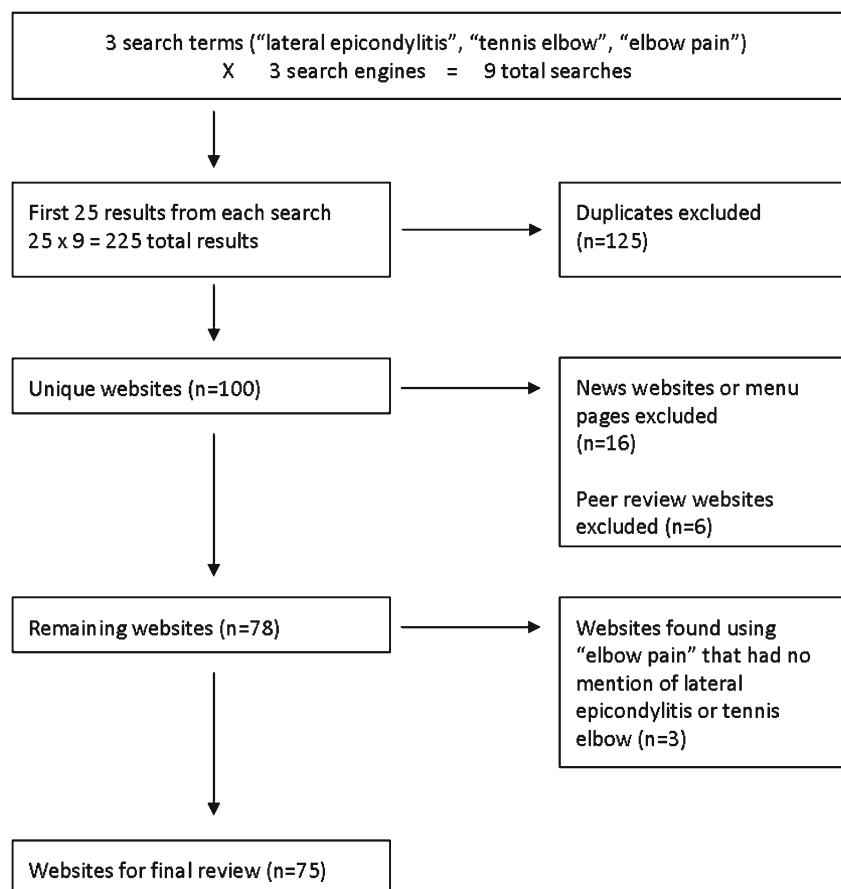 3 search terms (“lateral epicondylitis”, “tennis elbow”, “elbow pain”)
X 3 search engines = 9 total searches
First 25 results from each search
25 x 9 = 225 total results
Duplicates excluded
(n=125)
Unique websites (n=100)
News websites or menu
pages excluded
(n=16)
Peer review websites
excluded (n=6)
Remaining websites (n=78)
Websites found using
“elbow pain” that had no
mention of lateral
epicondylitis or tennis
elbow (n=3)
Websites for final review (n=75)